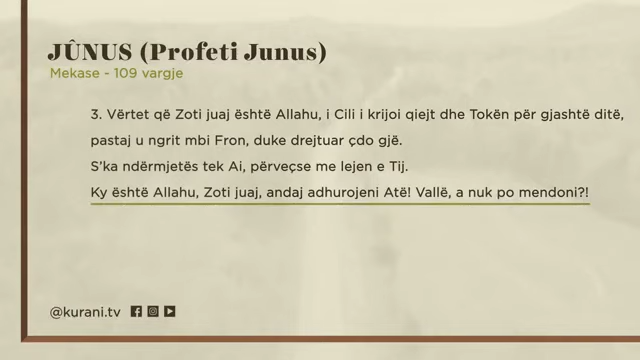 JÛNUS (Profeti Junus)
Mekase - 109 vargje
3. Vërtet që Zoti juaj është Allahu, i Cili i krijoi qiejt dhe Tokën për gjashtë ditë,
pastaj u ngrit mbi Fron, duke drejtuar çdo gjë.
S'ka ndërmjetës tek Ai, përveçse me lejen e Tij.
Ky është Allahu, Zoti juaj, andaj adhurojeni Atë! Vallë, a nuk po mendoni?!
@kurani.tv